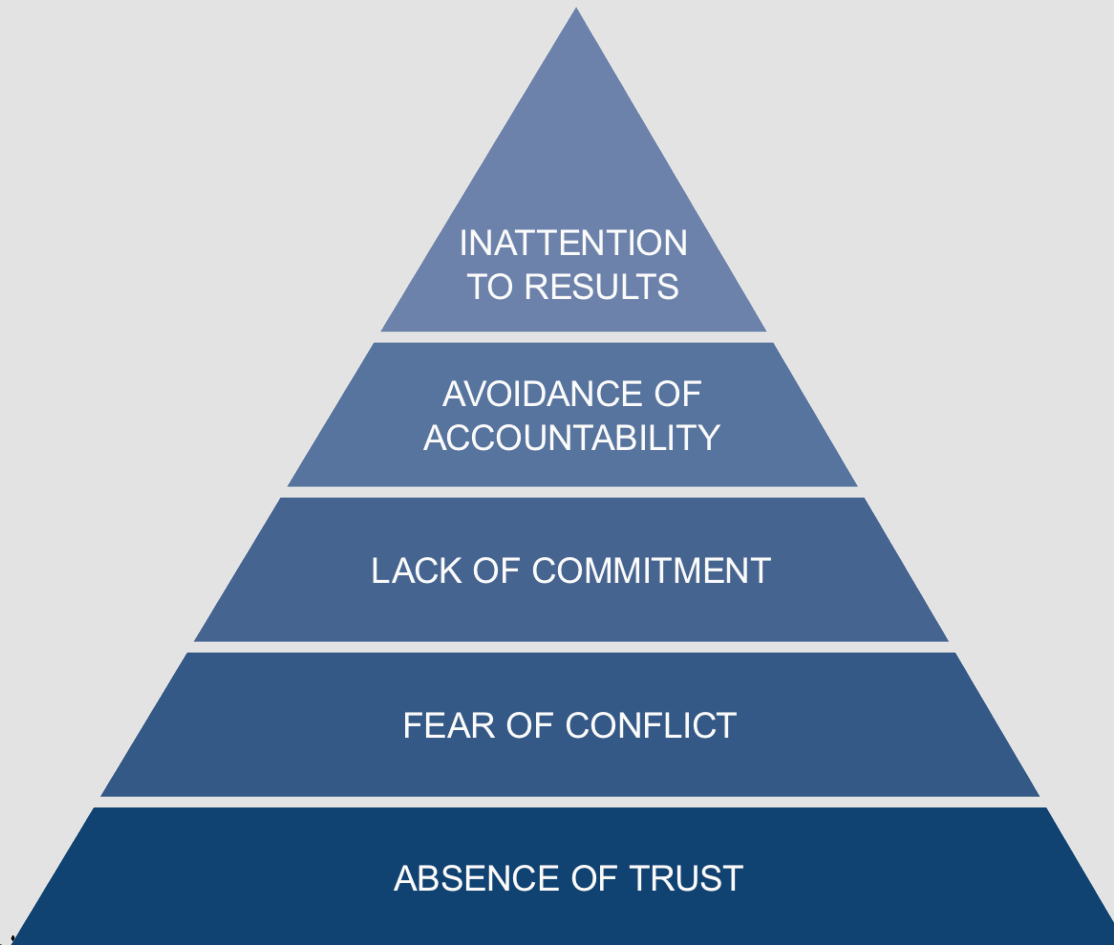 INATTENTION
TO RESULTS
AVOIDANCE OF
ACCOUNTABILITY
LACK OF COMMITMENT
FEAR OF CONFLICT
ABSENCE OF TRUST